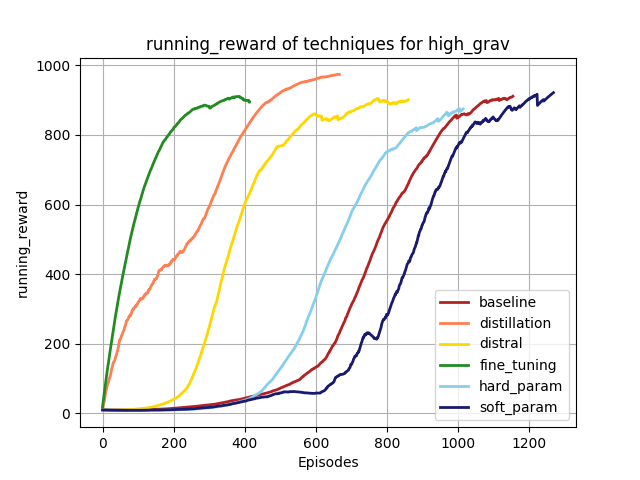 running_reward of techniques for high_grav
running_reward
1000
800
600
400
200
0
0 200 400 600 800 1000 1200
Episodes
baseline
distillation
distral
fine_tuning
hard_param
soft_param